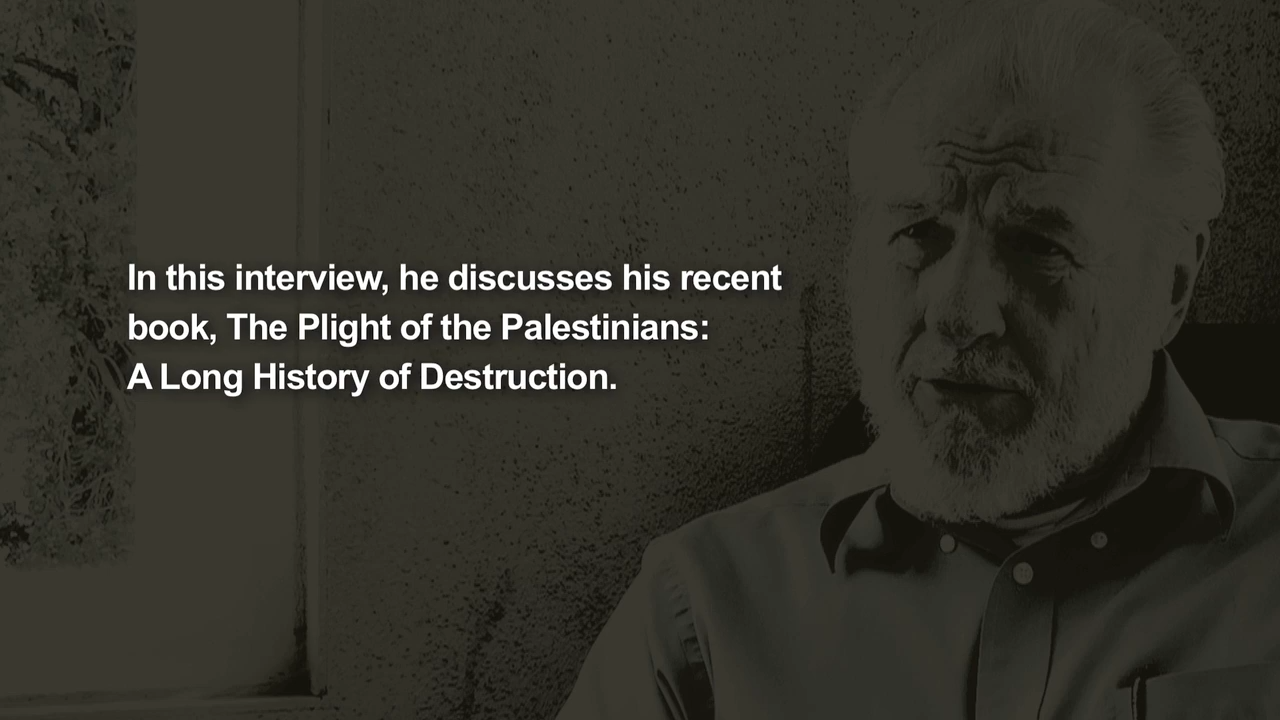 In this interview, he discusses his recent
book, The Plight of the Palestinians:
A Long History of Destruction.